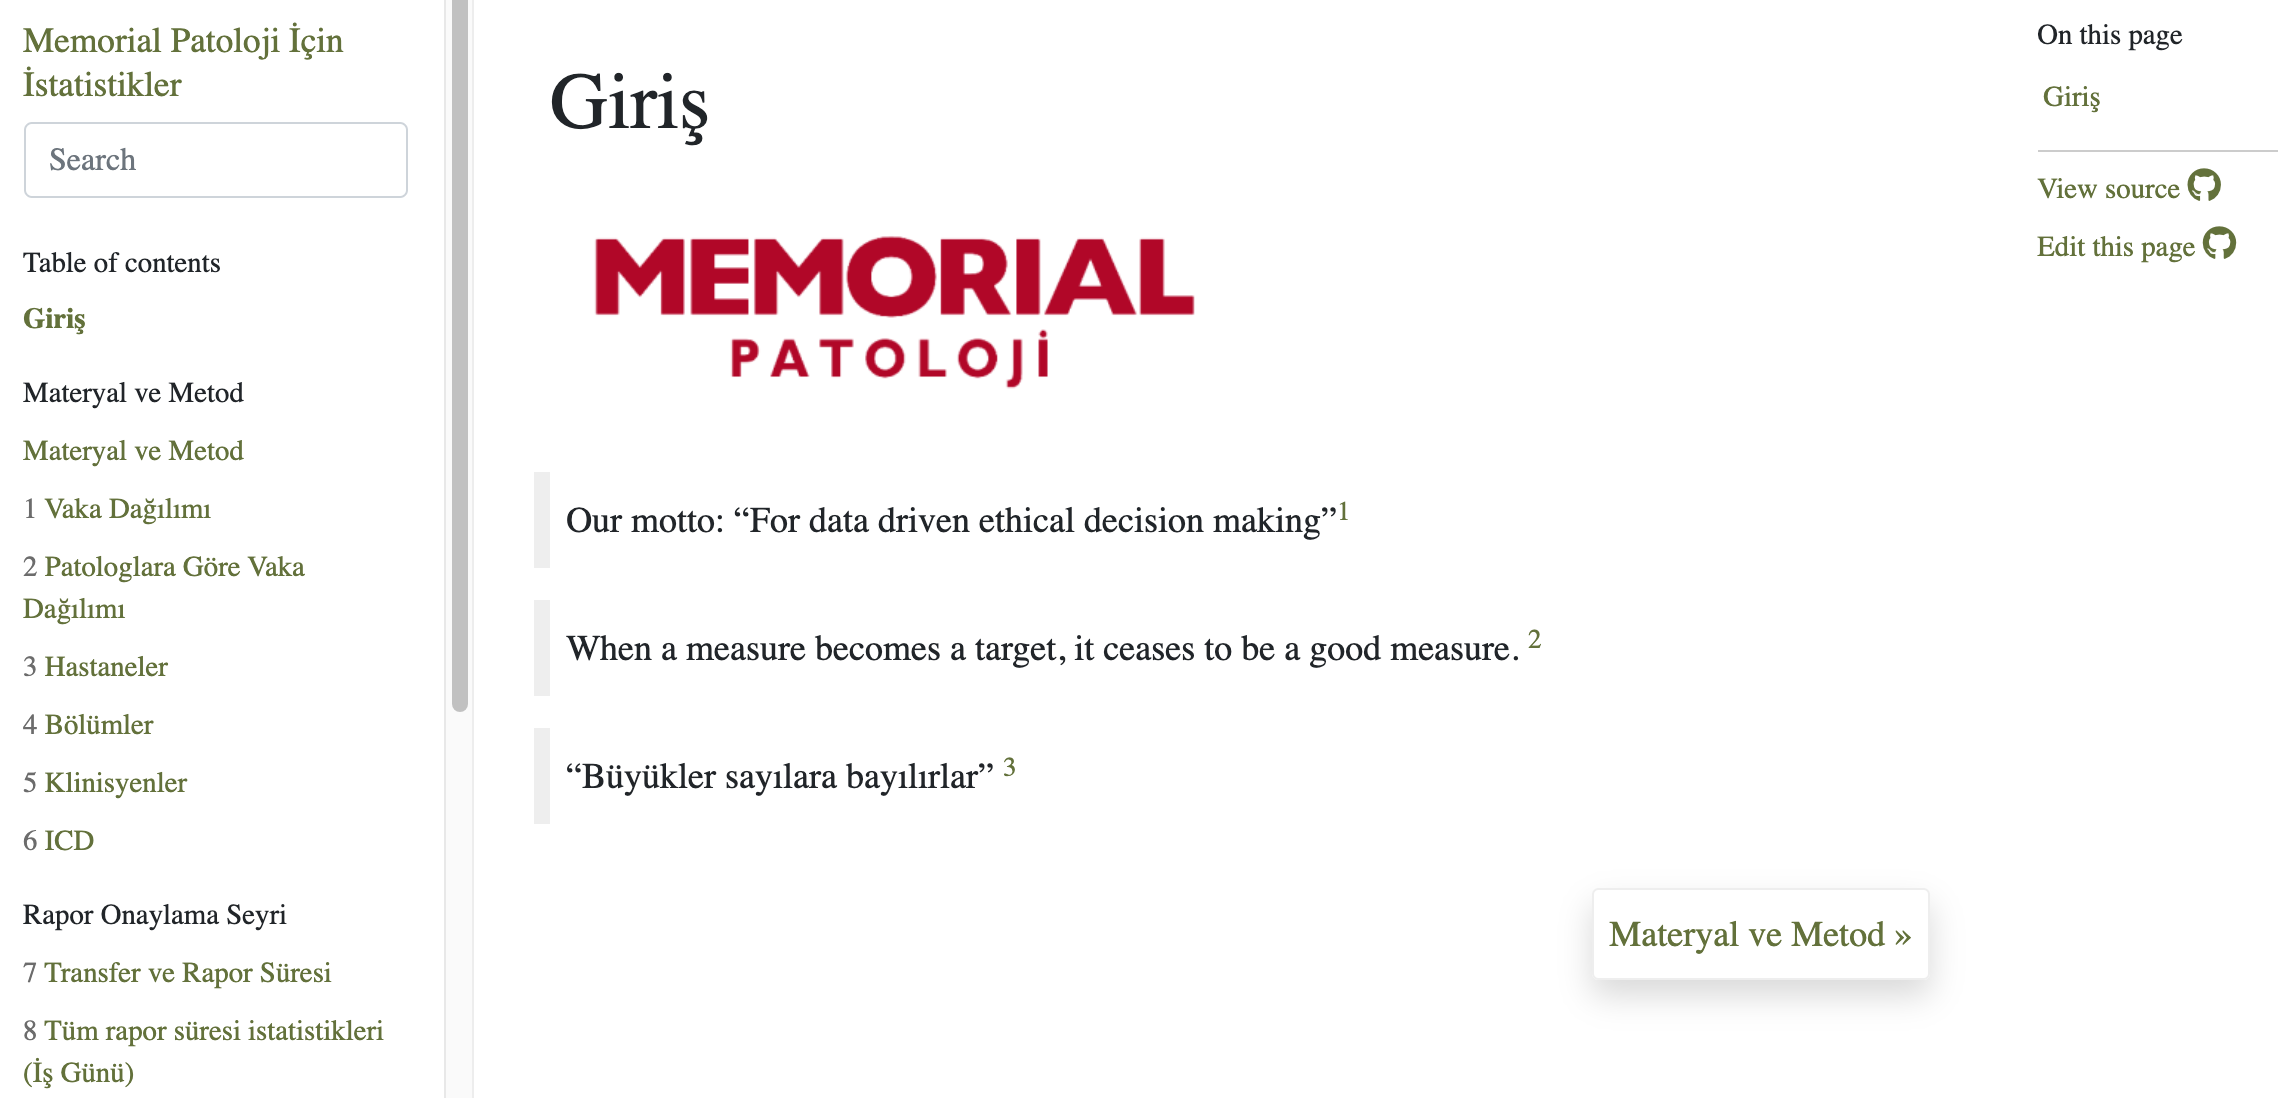 Memorial Patoloji İçin
İstatistikler
Search
Table of contents
Giriş
Materyal ve Metod
Materyal ve Metod
1 Vaka Dağılımı
2 Patologlara Göre Vaka
Dağılımı
3 Hastaneler
4 Bölümler
5 Klinisyenler
6 ICD
Rapor Onaylama Seyri
7 Transfer ve Rapor Süresi
8 Tüm rapor süresi istatistikleri
(İş Günü)
Giriş
MEMORIAL
PATOLOJİ
Our motto: “For data driven ethical decision making”1
When a measure becomes a target, it ceases to be a good measure. 2
“Büyükler sayılara bayılırlar” 3
Materyal ve Metod »
On this page
Giriş
View source
Edit this page